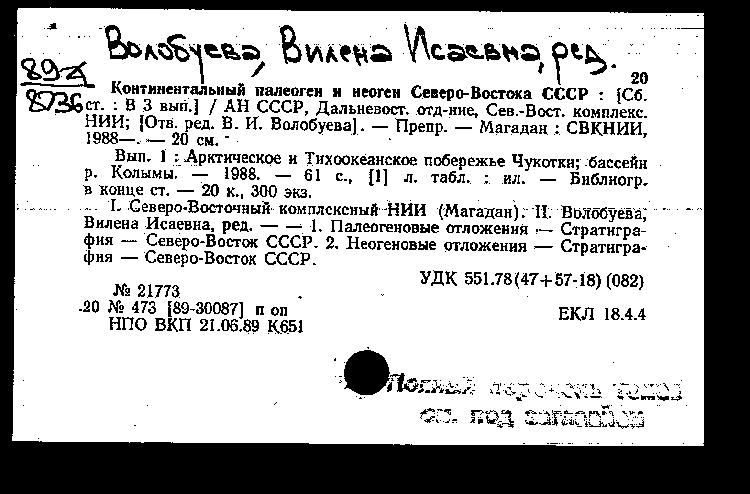 Волобуева, Вилена Исаевна, ред.
89-4
8736
20
Континентальный палеоген и неоген Северо-Востока СССР : [Сб.
ст. : В 3 вып.] / АН СССР, Дальневост. отд-ние, Сев.-Вост. комплекс.
НИИ; [Отв. ред. В. И. Волобуева]. — Препр. — Магадан : СВКНИИ,
1988—. — 20 см.
Вып. 1 : Арктическое и Тихоокеанское побережье Чукотки; бассейн
р. Колымы. — 1988. — 61 с., [1] л. табл. : ил. — Библиогр.
в конце ст. — 20 к., 300 экз.
I. Северо-Восточный комплексный НИИ (Магадан). II. Волобуева,
Вилена Исаевна, ред. — — 1. Палеогеновые отложения — Стратигра-
фия — Северо-Восток СССР. 2. Неогеновые отложения — Стратигра-
фия — Северо-Восток СССР.
УДК 551.78(47+57-18) (082)
№ 21773
20 № 473 [89-30087] п оп
НПО ВКП 21.06.89 К651
ЕКЛ 18.4.4
Полный перечень томов
см. под заглавием